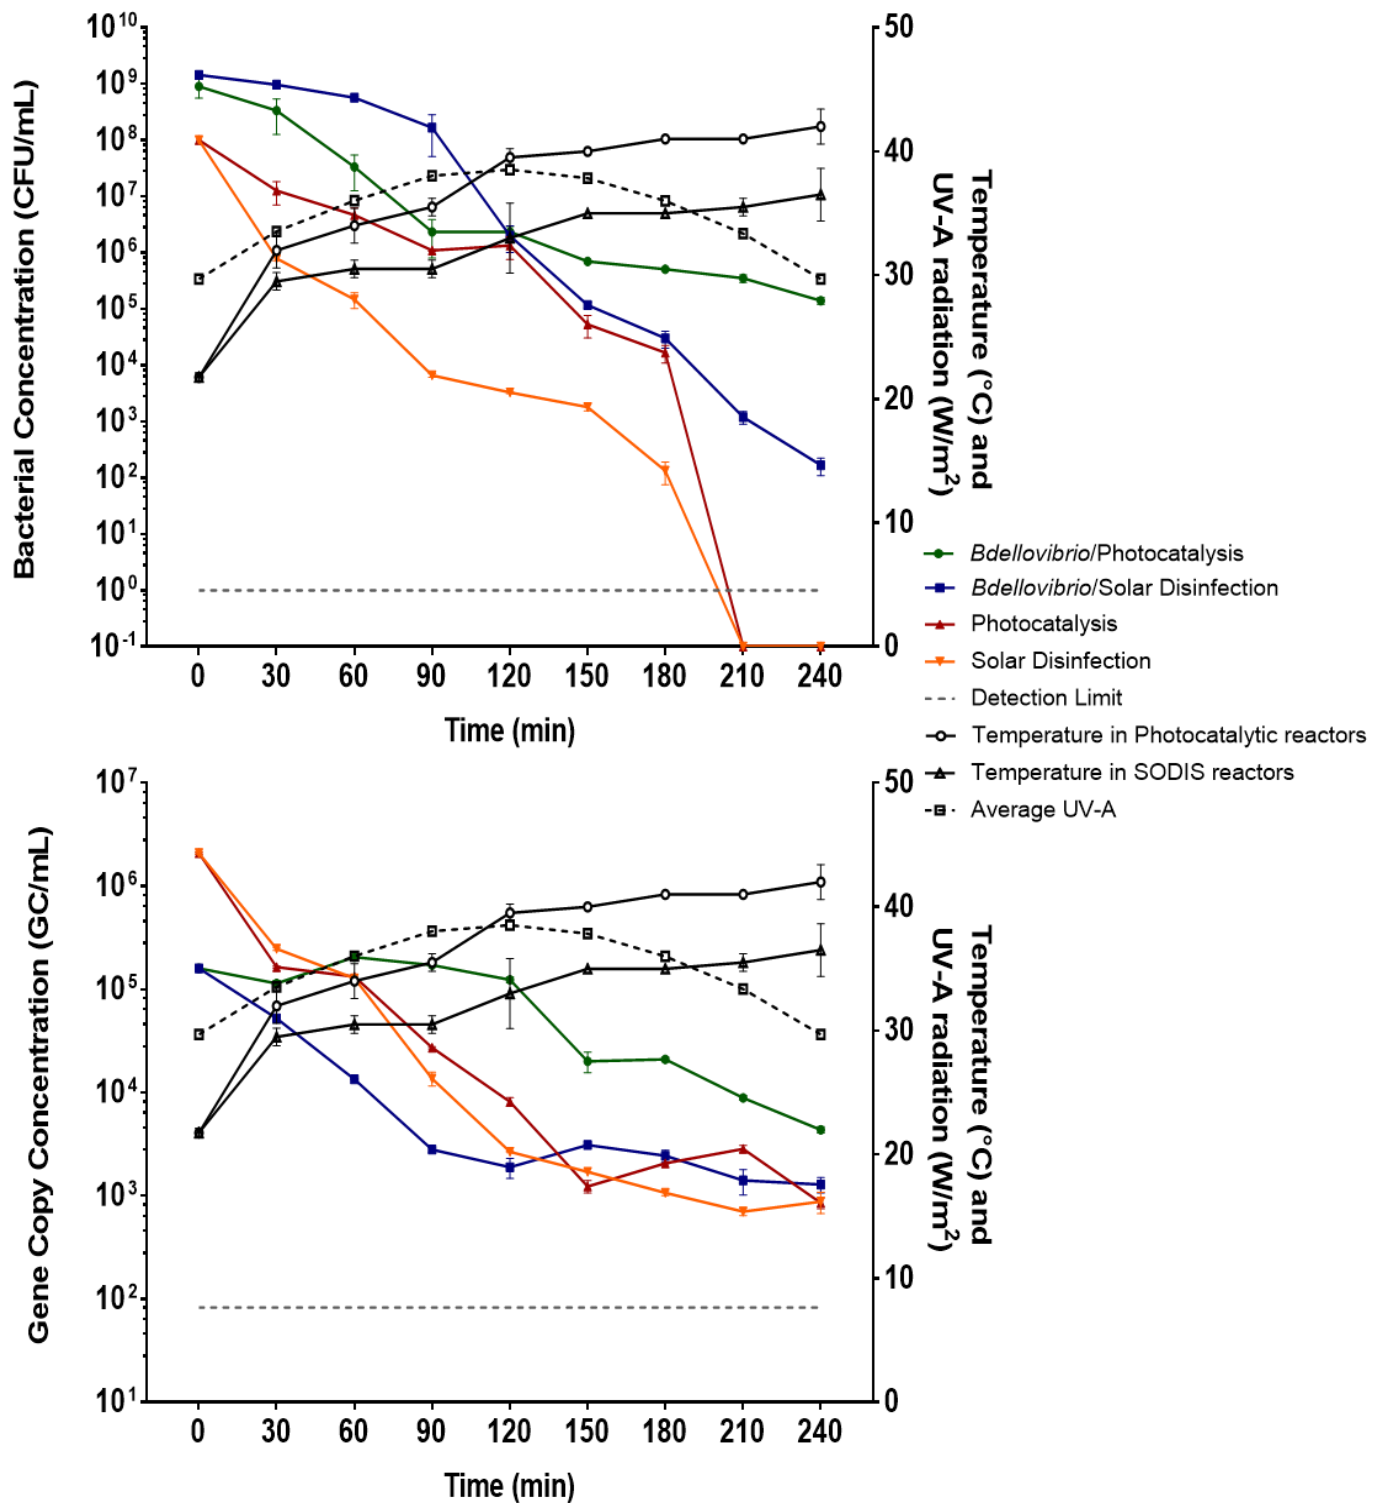 10^10
10^9
10^8
10^7
10^6
10^5
10^4
10^3
10^2
10^1
10^0
10^-1
Bacterial Concentration (CFU/mL)
50
40
30
20
10
0
Temperature (°C) and
UV-A radiation (W/m²)
0 30 60 90 120 150 180 210 240
Time (min)
Bdellovibrio/Photocatalysis
Bdellovibrio/Solar Disinfection
Photocatalysis
Solar Disinfection
Detection Limit
Temperature in Photocatalytic reactors
Temperature in SODIS reactors
Average UV-A
10^7
10^6
10^5
10^4
10^3
10^2
10^1
Gene Copy Concentration (GC/mL)
50
40
30
20
10
0
Temperature (°C) and
UV-A radiation (W/m²)
0 30 60 90 120 150 180 210 240
Time (min)